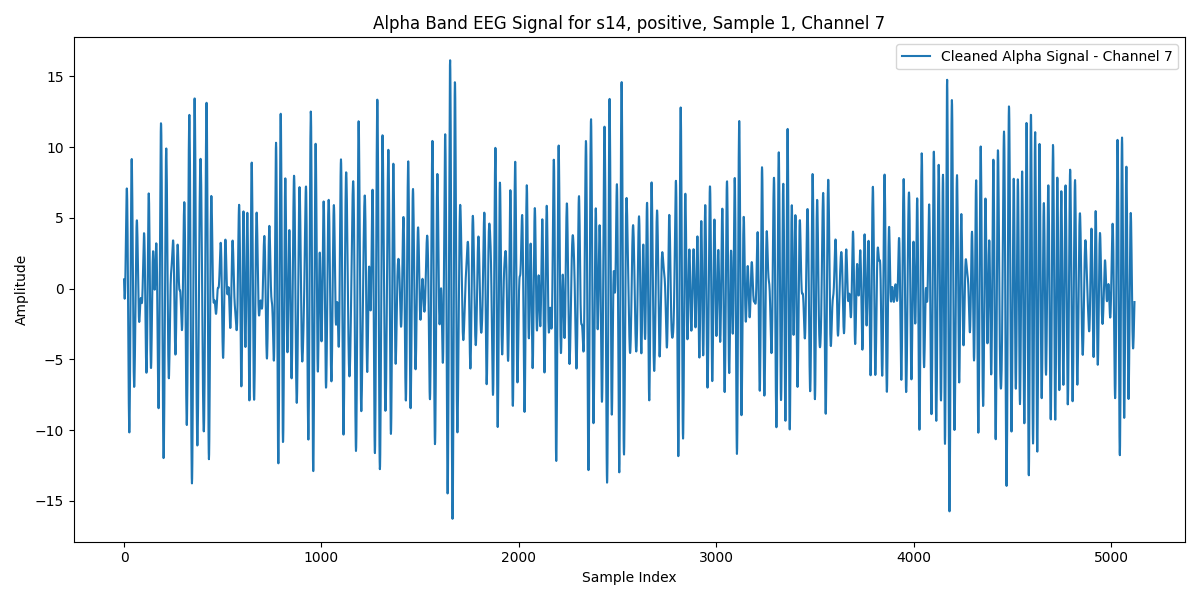 Alpha Band EEG Signal for s14, positive, Sample 1, Channel 7
Cleaned Alpha Signal - Channel 7
Amplitude
15
10
5
0
−5
−10
−15
0 1000 2000 3000 4000 5000
Sample Index